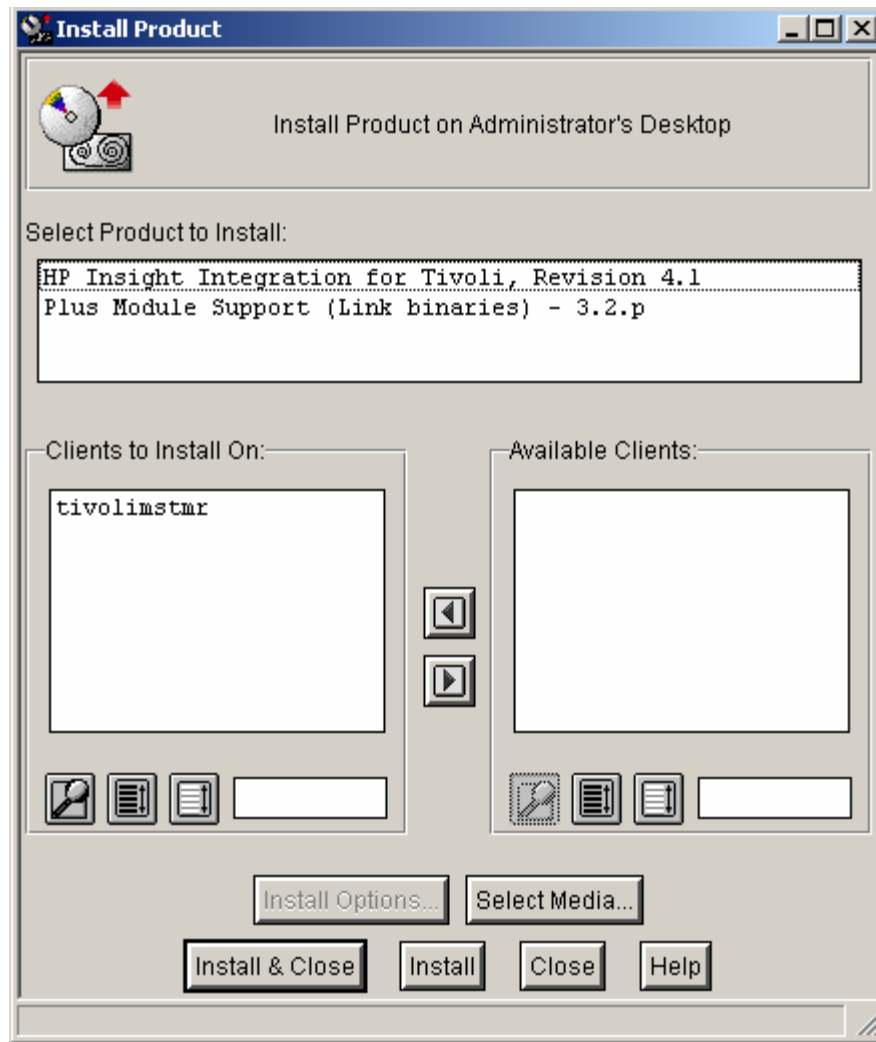 Install Product
Install Product on Administrator's Desktop
Select Product to Install:
HP Insight Integration for Tivoli, Revision 4.1
Plus Module Support (Link binaries) - 3.2.p
Clients to Install On:
Available Clients:
tivolimstmr
Install Options...
Select Media...
Install & Close
Install
Close
Help